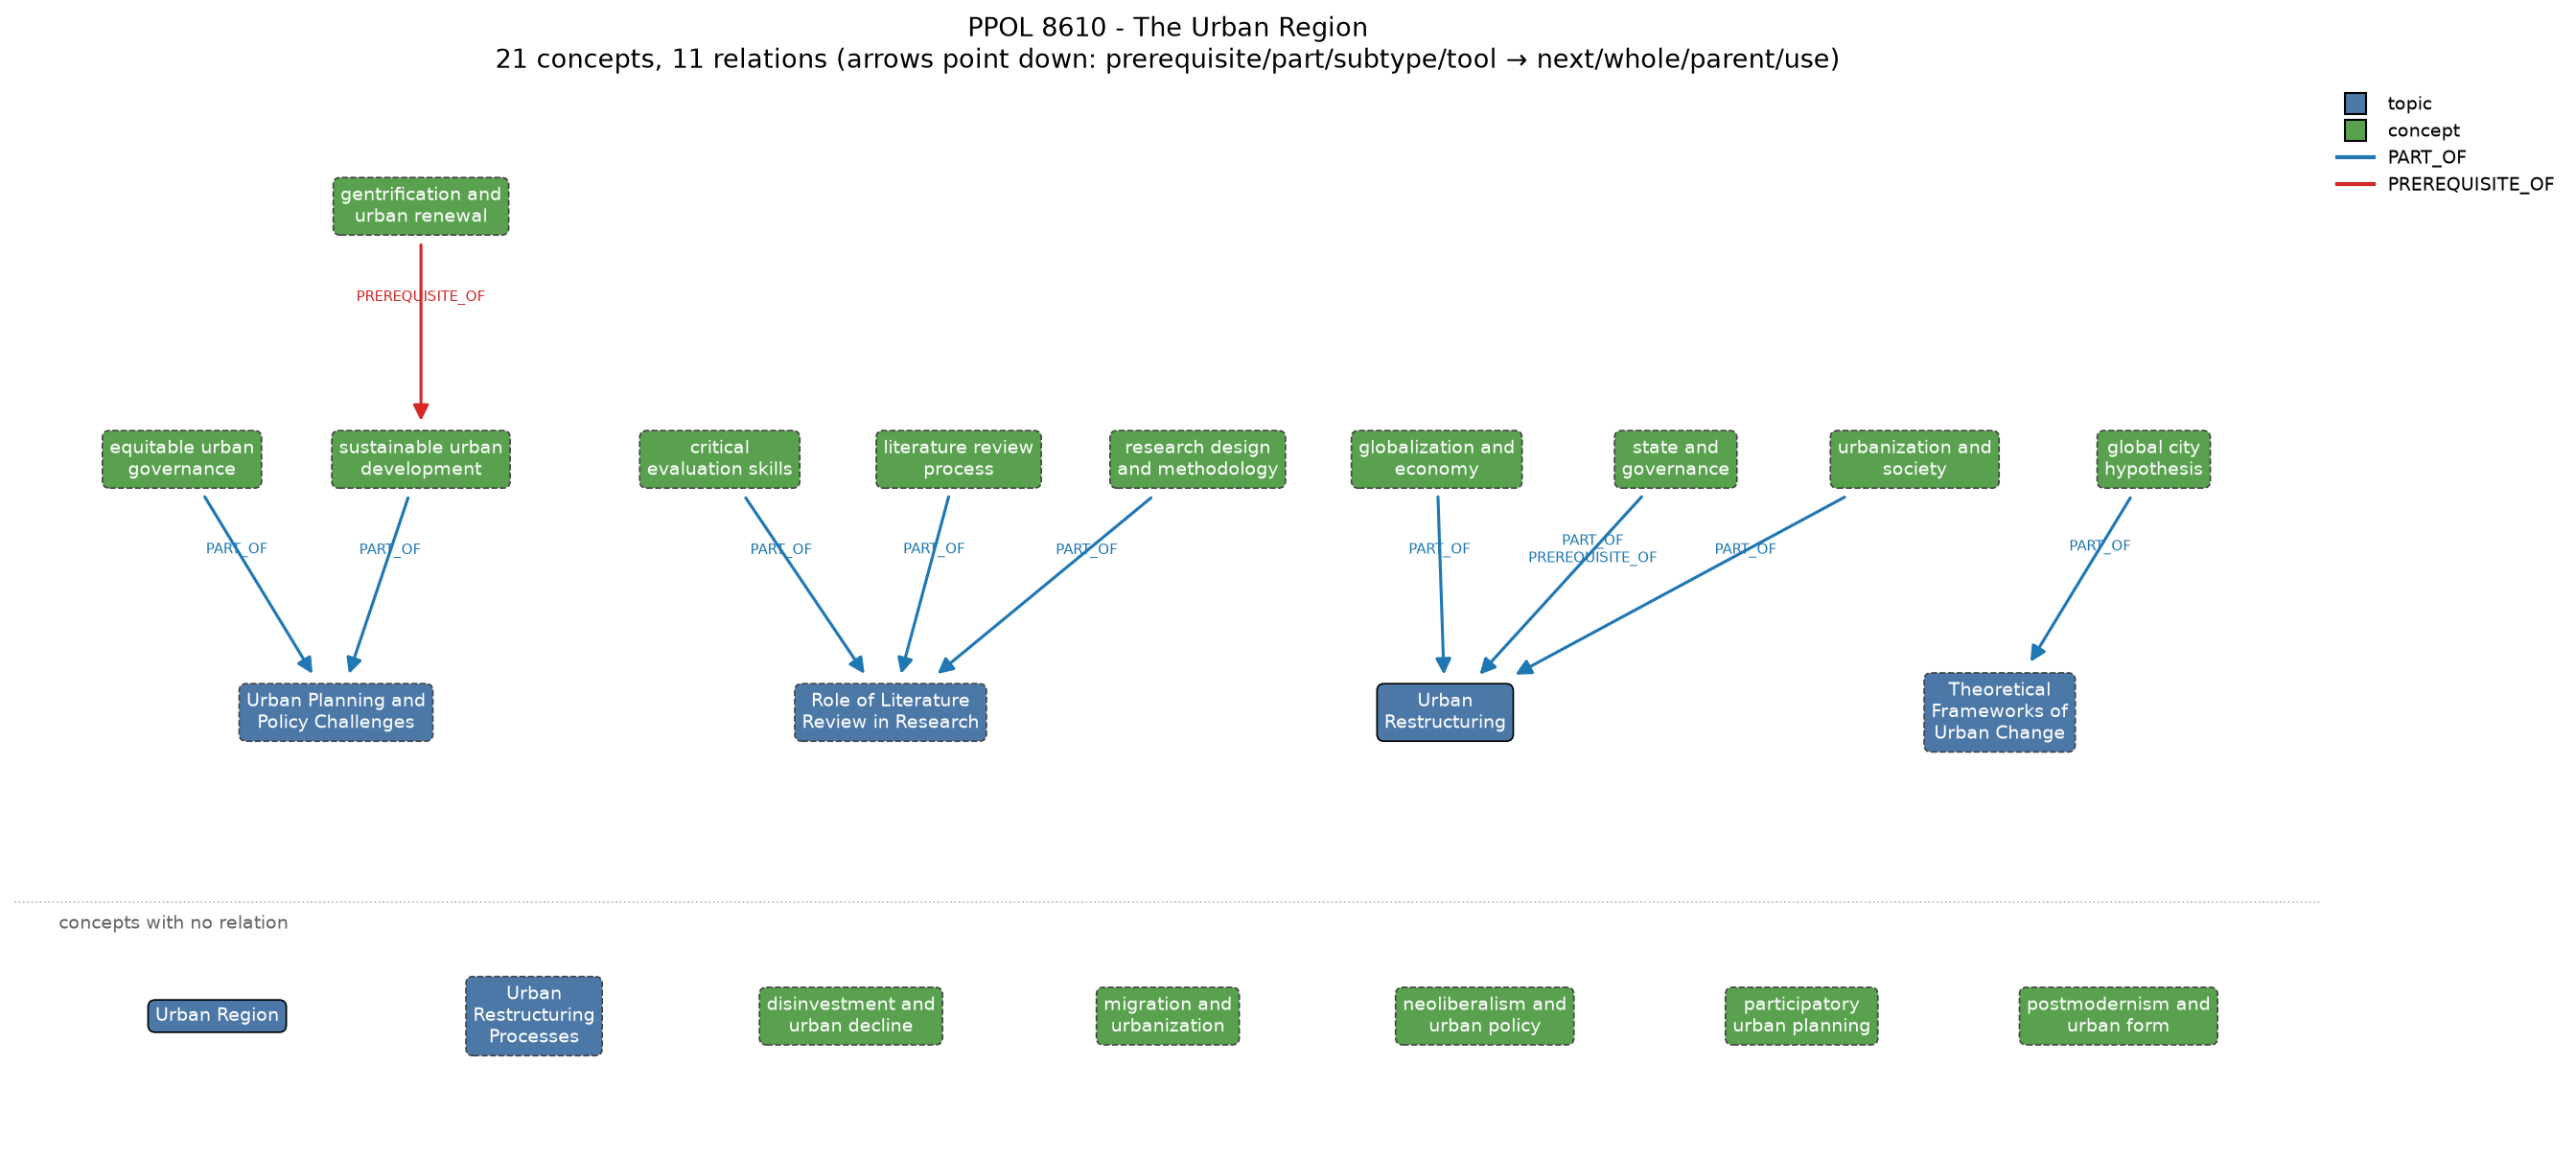 PPOL 8610 - The Urban Region
21 concepts, 11 relations (arrows point down: prerequisite/part/subtype/tool → next/whole/parent/use)
topic
concept
PART_OF
PREREQUISITE_OF
gentrification and
urban renewal
PREREQUISITE_OF
equitable urban
governance
sustainable urban
development
critical
evaluation skills
literature review
process
research design
and methodology
globalization and
economy
state and
governance
urbanization and
society
global city
hypothesis
PART_OF
PART_OF
PART_OF
PART_OF
PART_OF
PART_OF
PART_OF
PREREQUISITE_OF
PART_OF
PART_OF
Urban Planning and
Policy Challenges
Role of Literature
Review in Research
Urban
Restructuring
Theoretical
Frameworks of
Urban Change
concepts with no relation
Urban Region
Urban
Restructuring
Processes
disinvestment and
urban decline
migration and
urbanization
neoliberalism and
urban policy
participatory
urban planning
postmodernism and
urban form